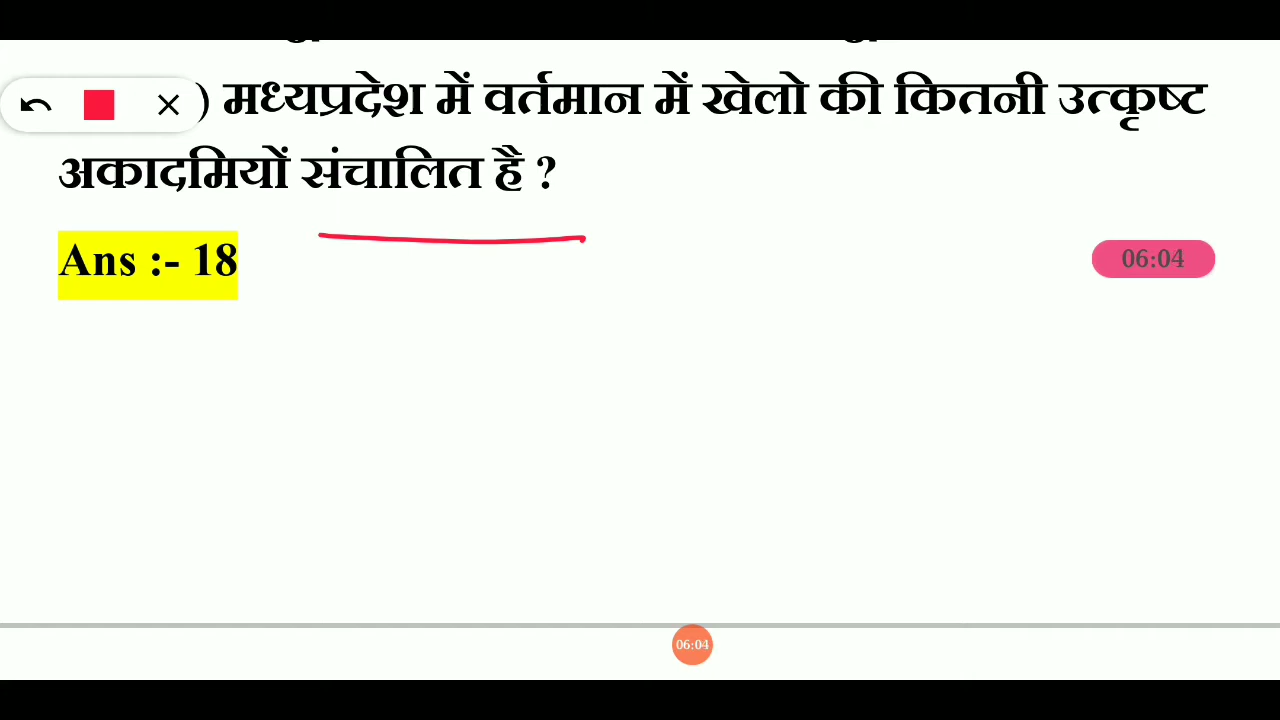 ) मध्यप्रदेश में वर्तमान में खेलो की कितनी उत्कृष्ट
अकादमियों संचालित है ?
Ans :- 18
06:04
06:04